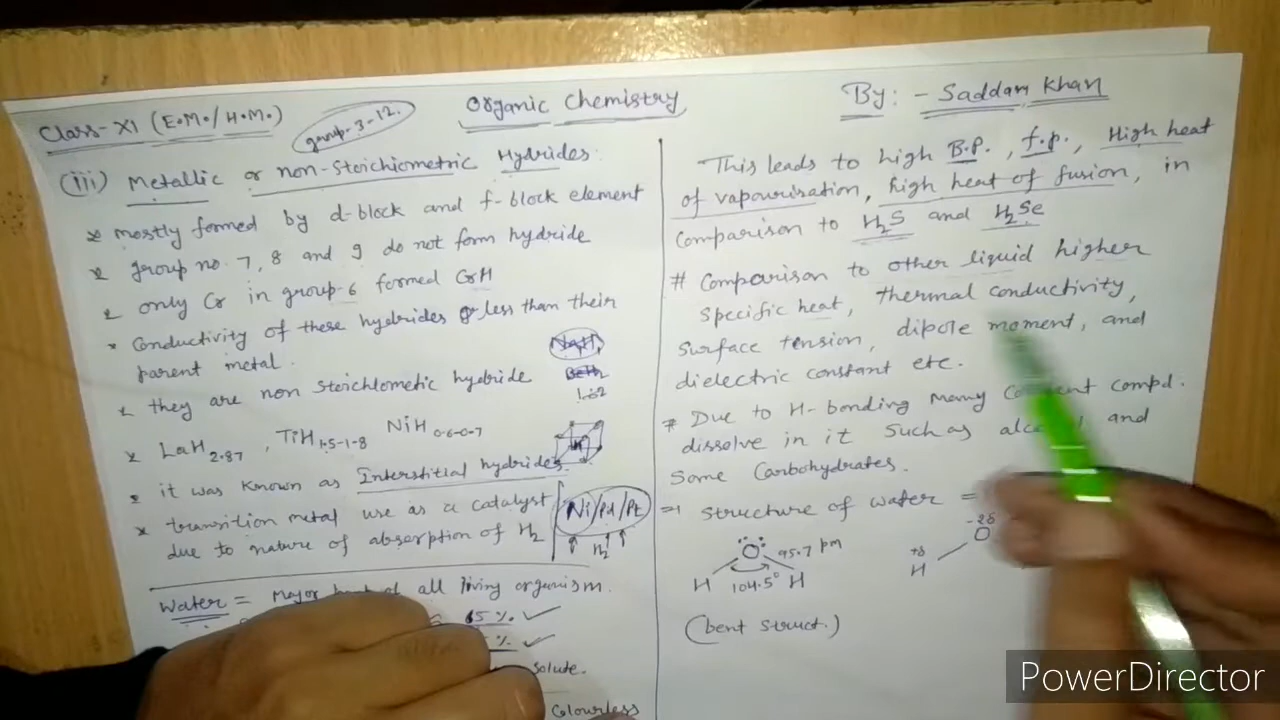 Class-XI (E.M./H.M.)
group-3-12.
Organic Chemistry
By:- Saddam Khan
(iii) Metallic or non-Stoichiometric Hydrides.
* mostly formed by d-block and f-block element
* group no. 7, 8 and 9 do not form hydride
* only Cr in group-6 formed CrH
* Conductivity of these hydrides less than their
parent metal.
* they are non stoichiometic hydride
* LaH2.87, TiH1.5-1-8 NiH0.6-0.7
* it was known as Interstitial hydrides.
* transition metal use as a catalyst
due to nature of absorption of H2
Ni/Pd/Pt
H2
Water = Major of all living organism.
65%
%
solute.
Colourless
This leads to high B.P., f.p., High heat
of vapourisation, high heat of fusion, in
Comparison to H2S and H2Se
# Comparison to other liquid higher
Specific heat, thermal conductivity,
Surface tension, dipole moment, and
dielectric constant etc.
# Due to H-bonding many compd.
dissolve in it such as and
Some Carbohydrates.
⇒ Structure of water =
O 95.7 pm
H 104.5° H
(bent struct.)
-2δ
O
+δ
H
PowerDirector